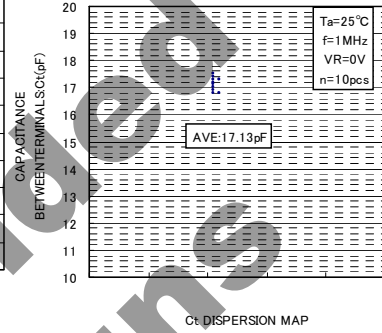 20
19
18
17
16
15
14
13
12
11
10
CAPACITANCE
BETWEENTERMINALS:Ct(pF)
Ta=25°C
f=1MHz
VR=0V
n=10pcs
AVE:17.13pF
Ct DISPERSION MAP